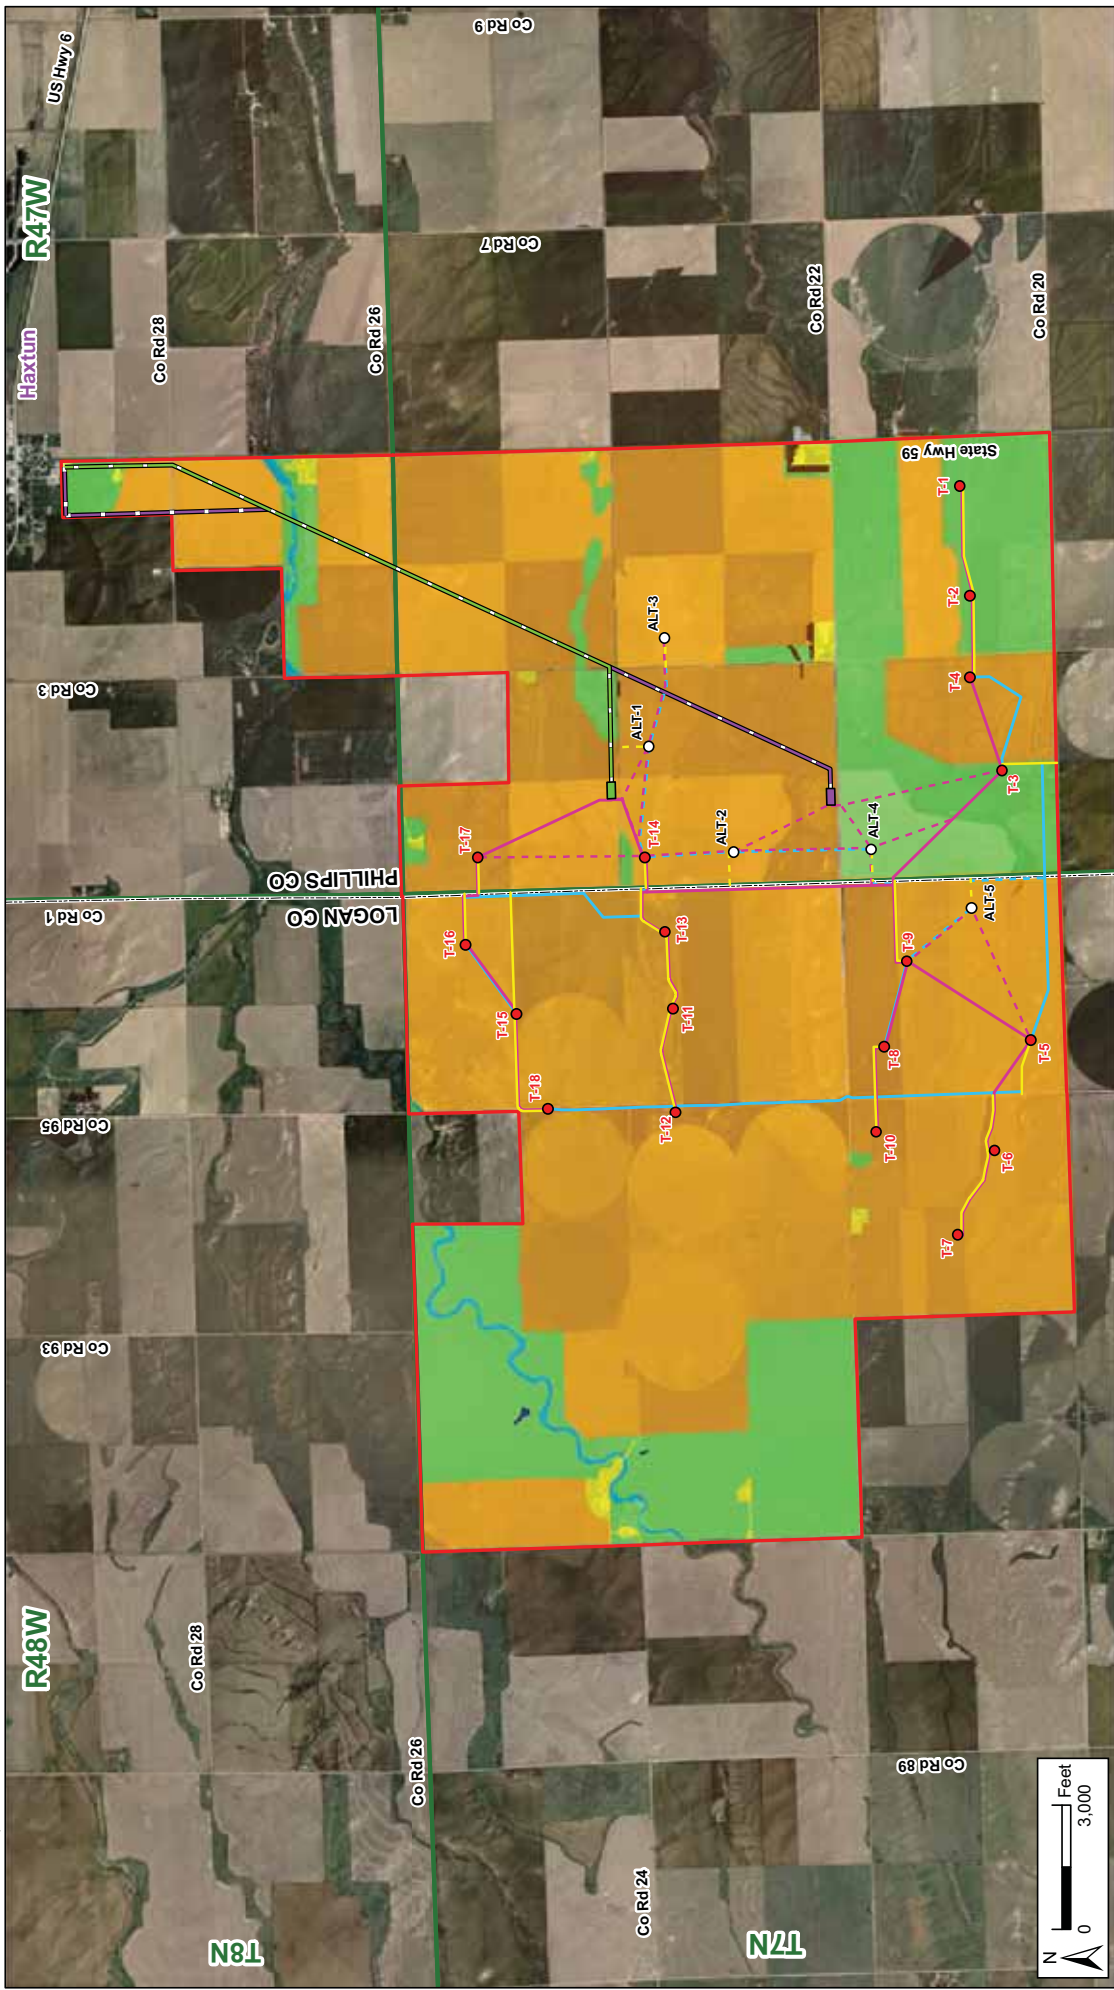 R48W
R47W
Haxtun
US Hwy 6
Co Rd 93
Co Rd 95
Co Rd 1
Co Rd 3
Co Rd 7
Co Rd 9
Co Rd 28
Co Rd 28
T8N
Co Rd 26
Co Rd 26
LOGAN CO
PHILLIPS CO
T-16
T-17
T-15
T-18
ALT-1
ALT-3
T-14
T-13
T-11
T-12
Co Rd 24
ALT-2
T7N
Co Rd 22
ALT-4
T-8
T-9
T-10
Co Rd 89
State Hwy 59
T-1
T-2
T-4
T-7
T-6
ALT-5
T-3
T-5
Co Rd 20
N
0
3,000
Feet